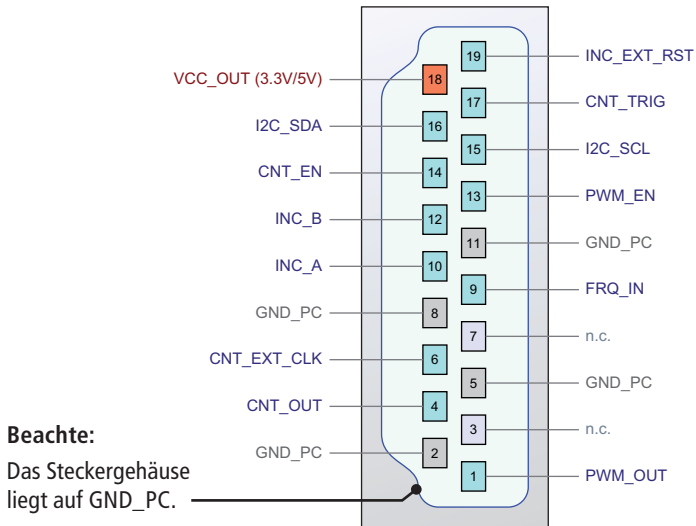 19 INC_EXT_RST
VCC_OUT (3.3V/5V) 18
17 CNT_TRIG
I2C_SDA 16
15 I2C_SCL
CNT_EN 14
13 PWM_EN
INC_B 12
11 GND_PC
INC_A 10
9 FRQ_IN
GND_PC 8
7 n.c.
CNT_EXT_CLK 6
5 GND_PC
CNT_OUT 4
3 n.c.
GND_PC 2
1 PWM_OUT
Beachte:
Das Steckergehäuse
liegt auf GND_PC.